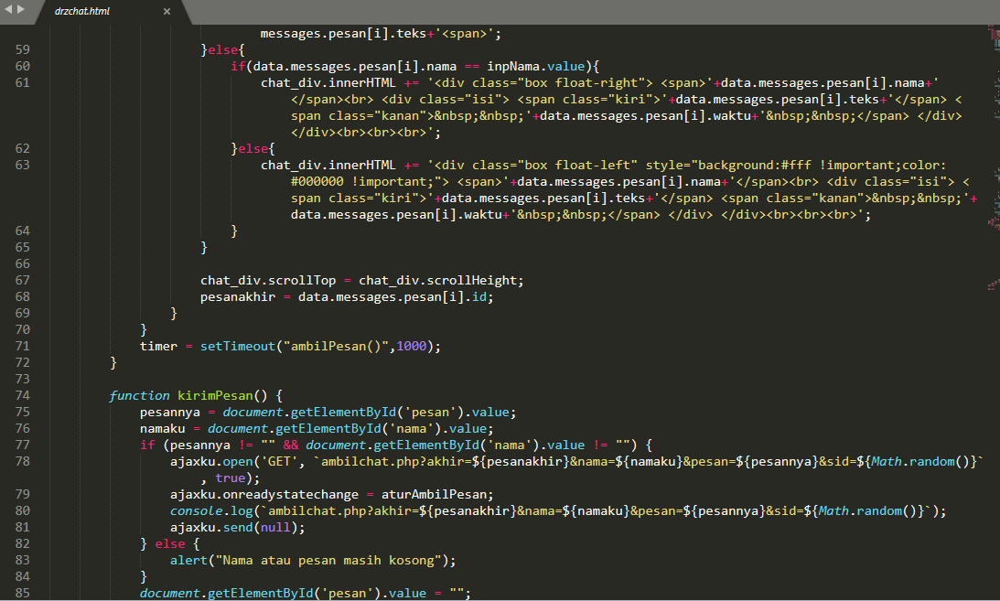 drzchat.html ×
messages.pesan[i].teks+'<span>';
59 }else{
60 if(data.messages.pesan[i].nama == inpNama.value){
61 chat_div.innerHTML += '<div class="box float-right"> <span>'+data.messages.pesan[i].nama+'
</span><br> <div class="isi"> <span class="kiri">'+data.messages.pesan[i].teks+'</span> <
span class="kanan">&nbsp;&nbsp;'+data.messages.pesan[i].waktu+'&nbsp;&nbsp;</span> </div>
</div><br><br><br>';
62 }else{
63 chat_div.innerHTML += '<div class="box float-left" style="background:#fff !important;color:
#000000 !important;"> <span>'+data.messages.pesan[i].nama+'</span><br> <div class="isi"> <
span class="kiri">'+data.messages.pesan[i].teks+'</span> <span class="kanan">&nbsp;&nbsp;'+
data.messages.pesan[i].waktu+'&nbsp;&nbsp;</span> </div> </div><br><br><br>';
64 }
65 }
66
67 chat_div.scrollTop = chat_div.scrollHeight;
68 pesanakhir = data.messages.pesan[i].id;
69 }
70 }
71 timer = setTimeout("ambilPesan()",1000);
72 }
73
74 function kirimPesan() {
75 pesannya = document.getElementById('pesan').value;
76 namaku = document.getElementById('nama').value;
77 if (pesannya != "" && document.getElementById('nama').value != "") {
78 ajaxku.open('GET', `ambilchat.php?akhir=${pesanakhir}&nama=${namaku}&pesan=${pesannya}&sid=${Math.random()}`
, true);
79 ajaxku.onreadystatechange = aturAmbilPesan;
80 console.log(`ambilchat.php?akhir=${pesanakhir}&nama=${namaku}&pesan=${pesannya}&sid=${Math.random()}`);
81 ajaxku.send(null);
82 } else {
83 alert("Nama atau pesan masih kosong");
84 }
85 document.getElementById('pesan').value = "";